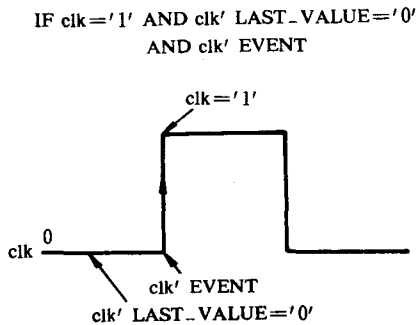 IF clk='1' AND clk' LAST_VALUE='0'
AND clk' EVENT
clk='1'
0
clk
clk' EVENT
clk' LAST_VALUE='0'